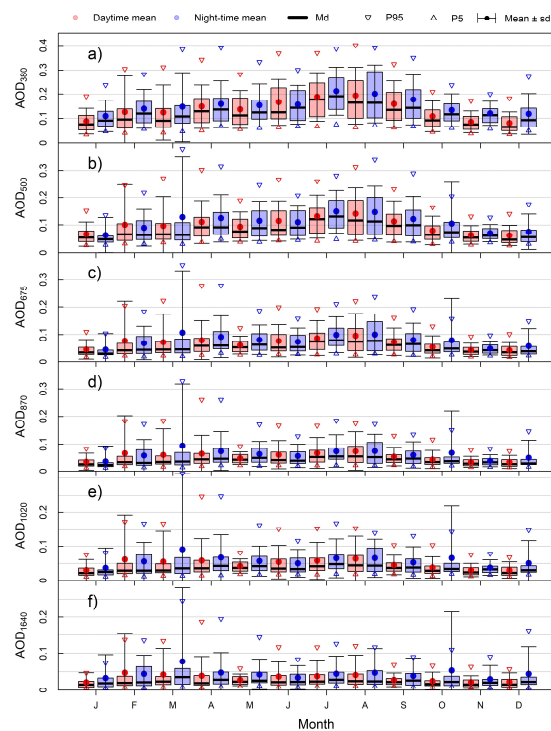 Daytime mean Night-time mean Md P95 P5 Mean ± sd
a)
AOD380
0.4
0.3
0.2
0.1
0
b)
AOD500
0.3
0.2
0.1
0
c)
AOD675
0.3
0.2
0.1
0
d)
AOD870
0.3
0.2
0.1
0
e)
AOD1020
0.2
0.1
0
f)
AOD1640
0.2
0.1
0
J F M A M J J A S O N D
Month